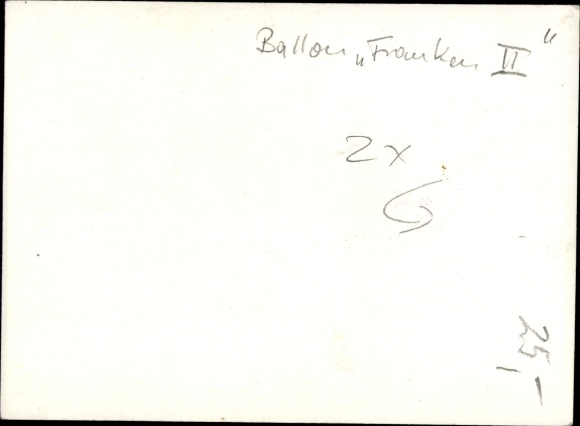 Ballon „Franken II"
2x
25,-